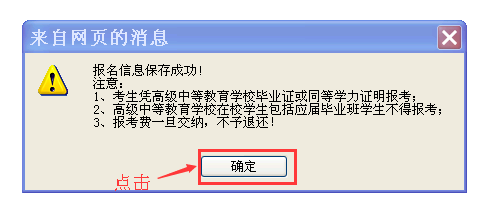 来自网页的消息
报名信息保存成功!
注意:
1、考生凭高级中等教育学校毕业证或同等学力证明报考;
2、高级中等教育学校在校学生包括应届毕业班学生不得报考;
3、报考费一旦交纳，不予退还!
确定
点击